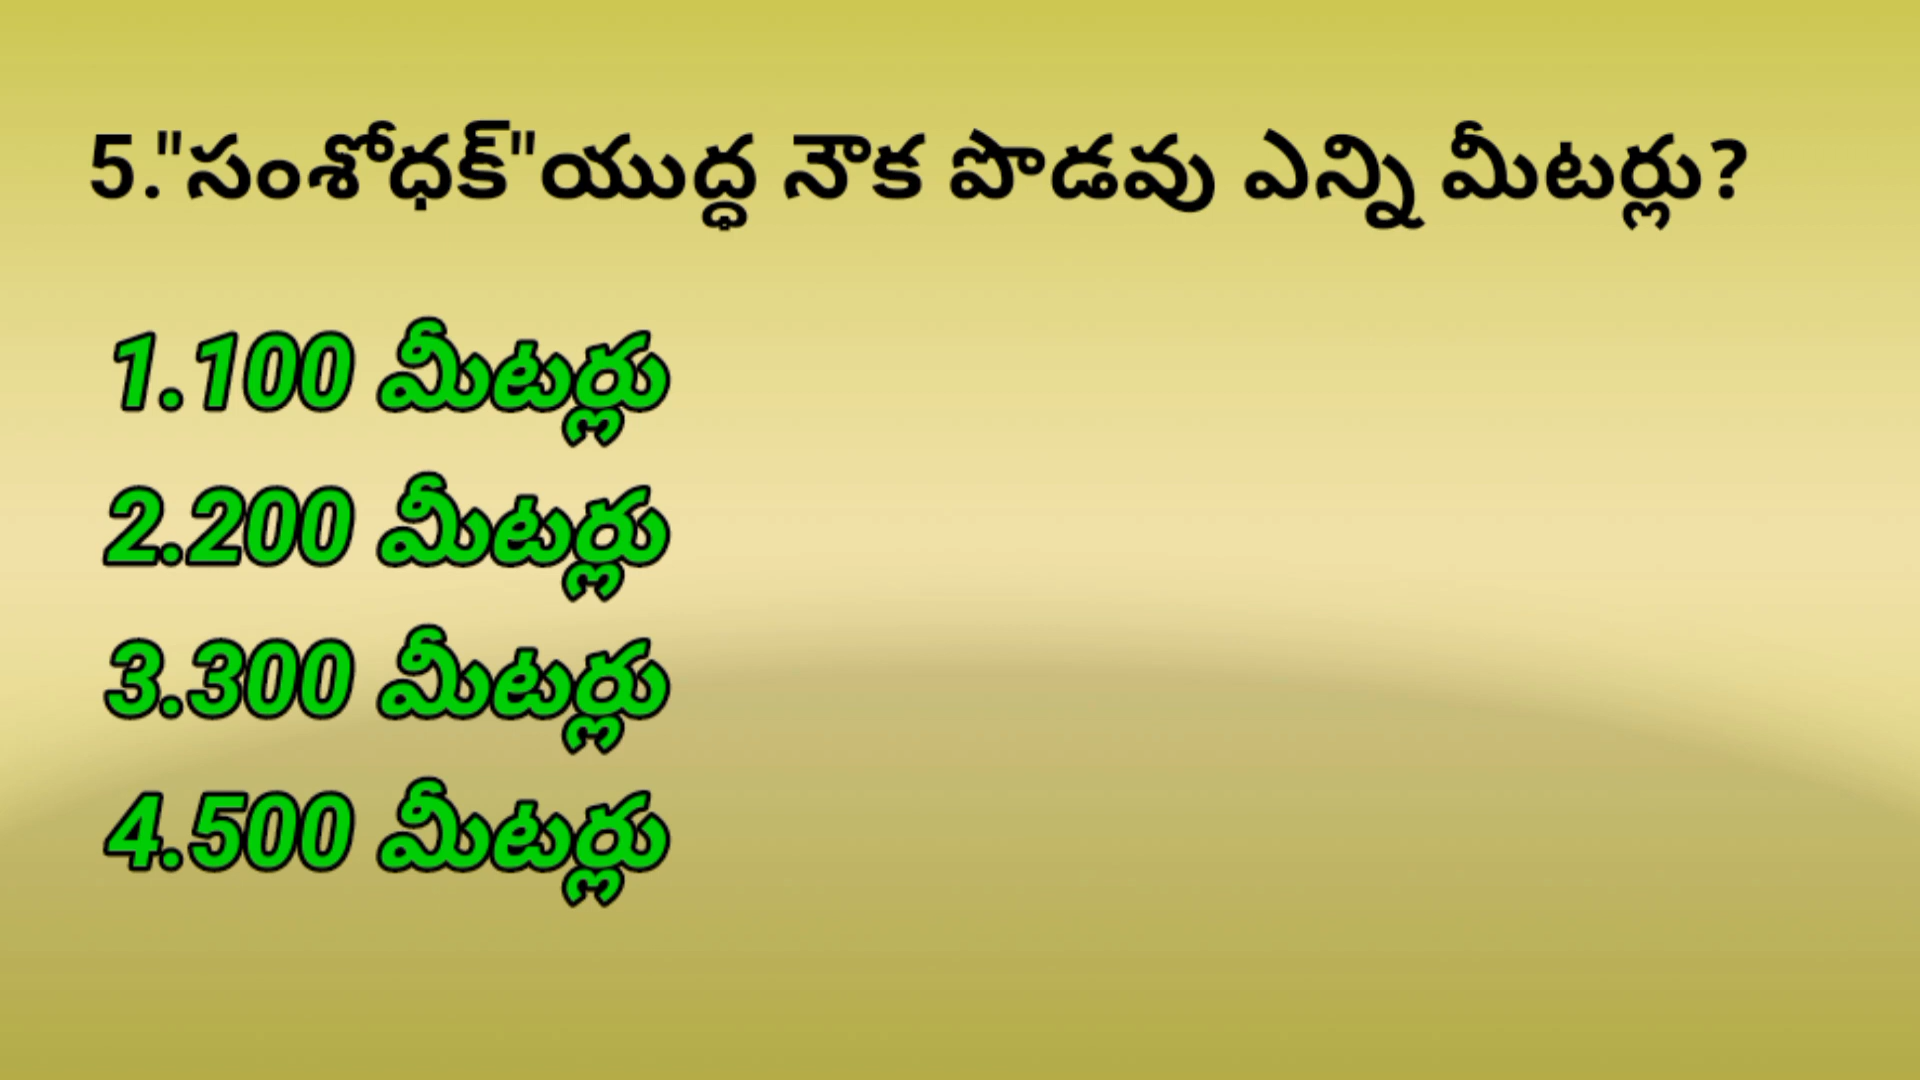 5."సంశోధక్"యుద్ధ నౌక పొడవు ఎన్ని మీటర్లు?
1.100 మీటర్లు
2.200 మీటర్లు
3.300 మీటర్లు
4.500 మీటర్లు